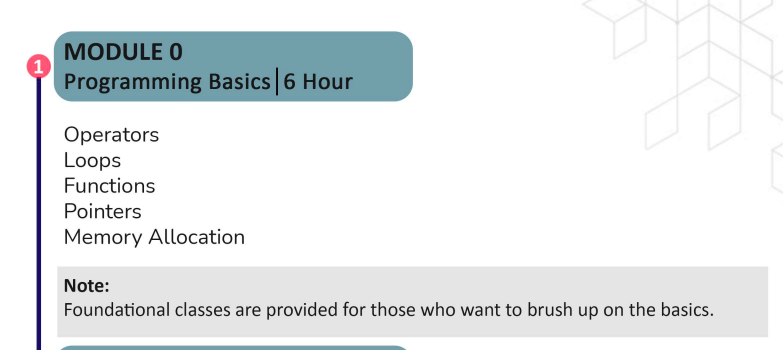 1
MODULE 0
Programming Basics|6 Hour
Operators
Loops
Functions
Pointers
Memory Allocation
Note:
Foundational classes are provided for those who want to brush up on the basics.